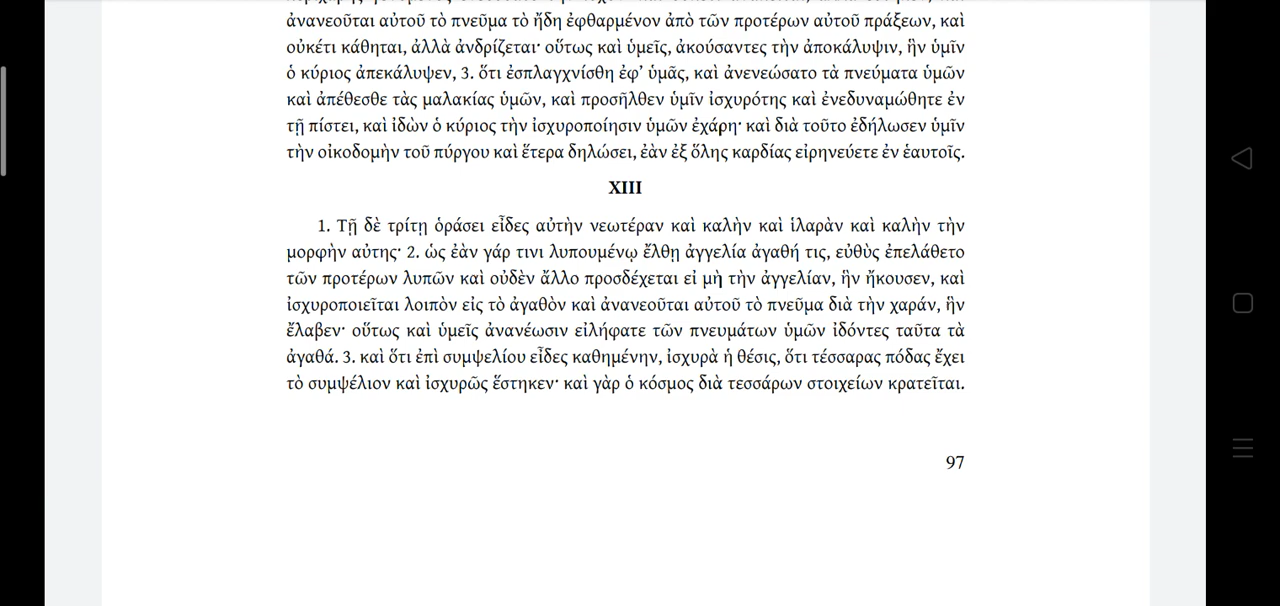 ἀνανεοῦται αὐτοῦ τὸ πνεῦμα τὸ ἤδη ἐφθαρμένον ἀπὸ τῶν προτέρων αὐτοῦ πράξεων, καὶ
οὐκέτι κάθηται, ἀλλὰ ἀνδρίζεται· οὕτως καὶ ὑμεῖς, ἀκούσαντες τὴν ἀποκάλυψιν, ἣν ὑμῖν
ὁ κύριος ἀπεκάλυψεν, 3. ὅτι ἐσπλαγχνίσθη ἐφ’ ὑμᾶς, καὶ ἀνενεώσατο τὰ πνεύματα ὑμῶν
καὶ ἀπέθεσθε τὰς μαλακίας ὑμῶν, καὶ προσῆλθεν ὑμῖν ἰσχυρότης καὶ ἐνεδυναμώθητε ἐν
τῇ πίστει, καὶ ἰδὼν ὁ κύριος τὴν ἰσχυροποίησιν ὑμῶν ἐχάρη· καὶ διὰ τοῦτο ἐδήλωσεν ὑμῖν
τὴν οἰκοδομὴν τοῦ πύργου καὶ ἕτερα δηλώσει, ἐὰν ἐξ ὅλης καρδίας εἰρηνεύετε ἐν ἑαυτοῖς.
XIII
1. Τῇ δὲ τρίτῃ ὁράσει εἶδες αὐτὴν νεωτέραν καὶ καλὴν καὶ ἱλαρὰν καὶ καλὴν τὴν
μορφὴν αὐτης· 2. ὡς ἐὰν γάρ τινι λυπουμένῳ ἔλθῃ ἀγγελία ἀγαθή τις, εὐθὺς ἐπελάθετο
τῶν προτέρων λυπῶν καὶ οὐδὲν ἄλλο προσδέχεται εἰ μὴ τὴν ἀγγελίαν, ἣν ἤκουσεν, καὶ
ἰσχυροποιεῖται λοιπὸν εἰς τὸ ἀγαθὸν καὶ ἀνανεοῦται αὐτοῦ τὸ πνεῦμα διὰ τὴν χαράν, ἣν
ἔλαβεν· οὕτως καὶ ὑμεῖς ἀνανέωσιν εἰλήφατε τῶν πνευμάτων ὑμῶν ἰδόντες ταῦτα τὰ
ἀγαθά. 3. καὶ ὅτι ἐπὶ συμψελίου εἶδες καθημένην, ἰσχυρὰ ἡ θέσις, ὅτι τέσσαρας πόδας ἔχει
τὸ συμψέλιον καὶ ἰσχυρῶς ἕστηκεν· καὶ γὰρ ὁ κόσμος διὰ τεσσάρων στοιχείων κρατεῖται.
97